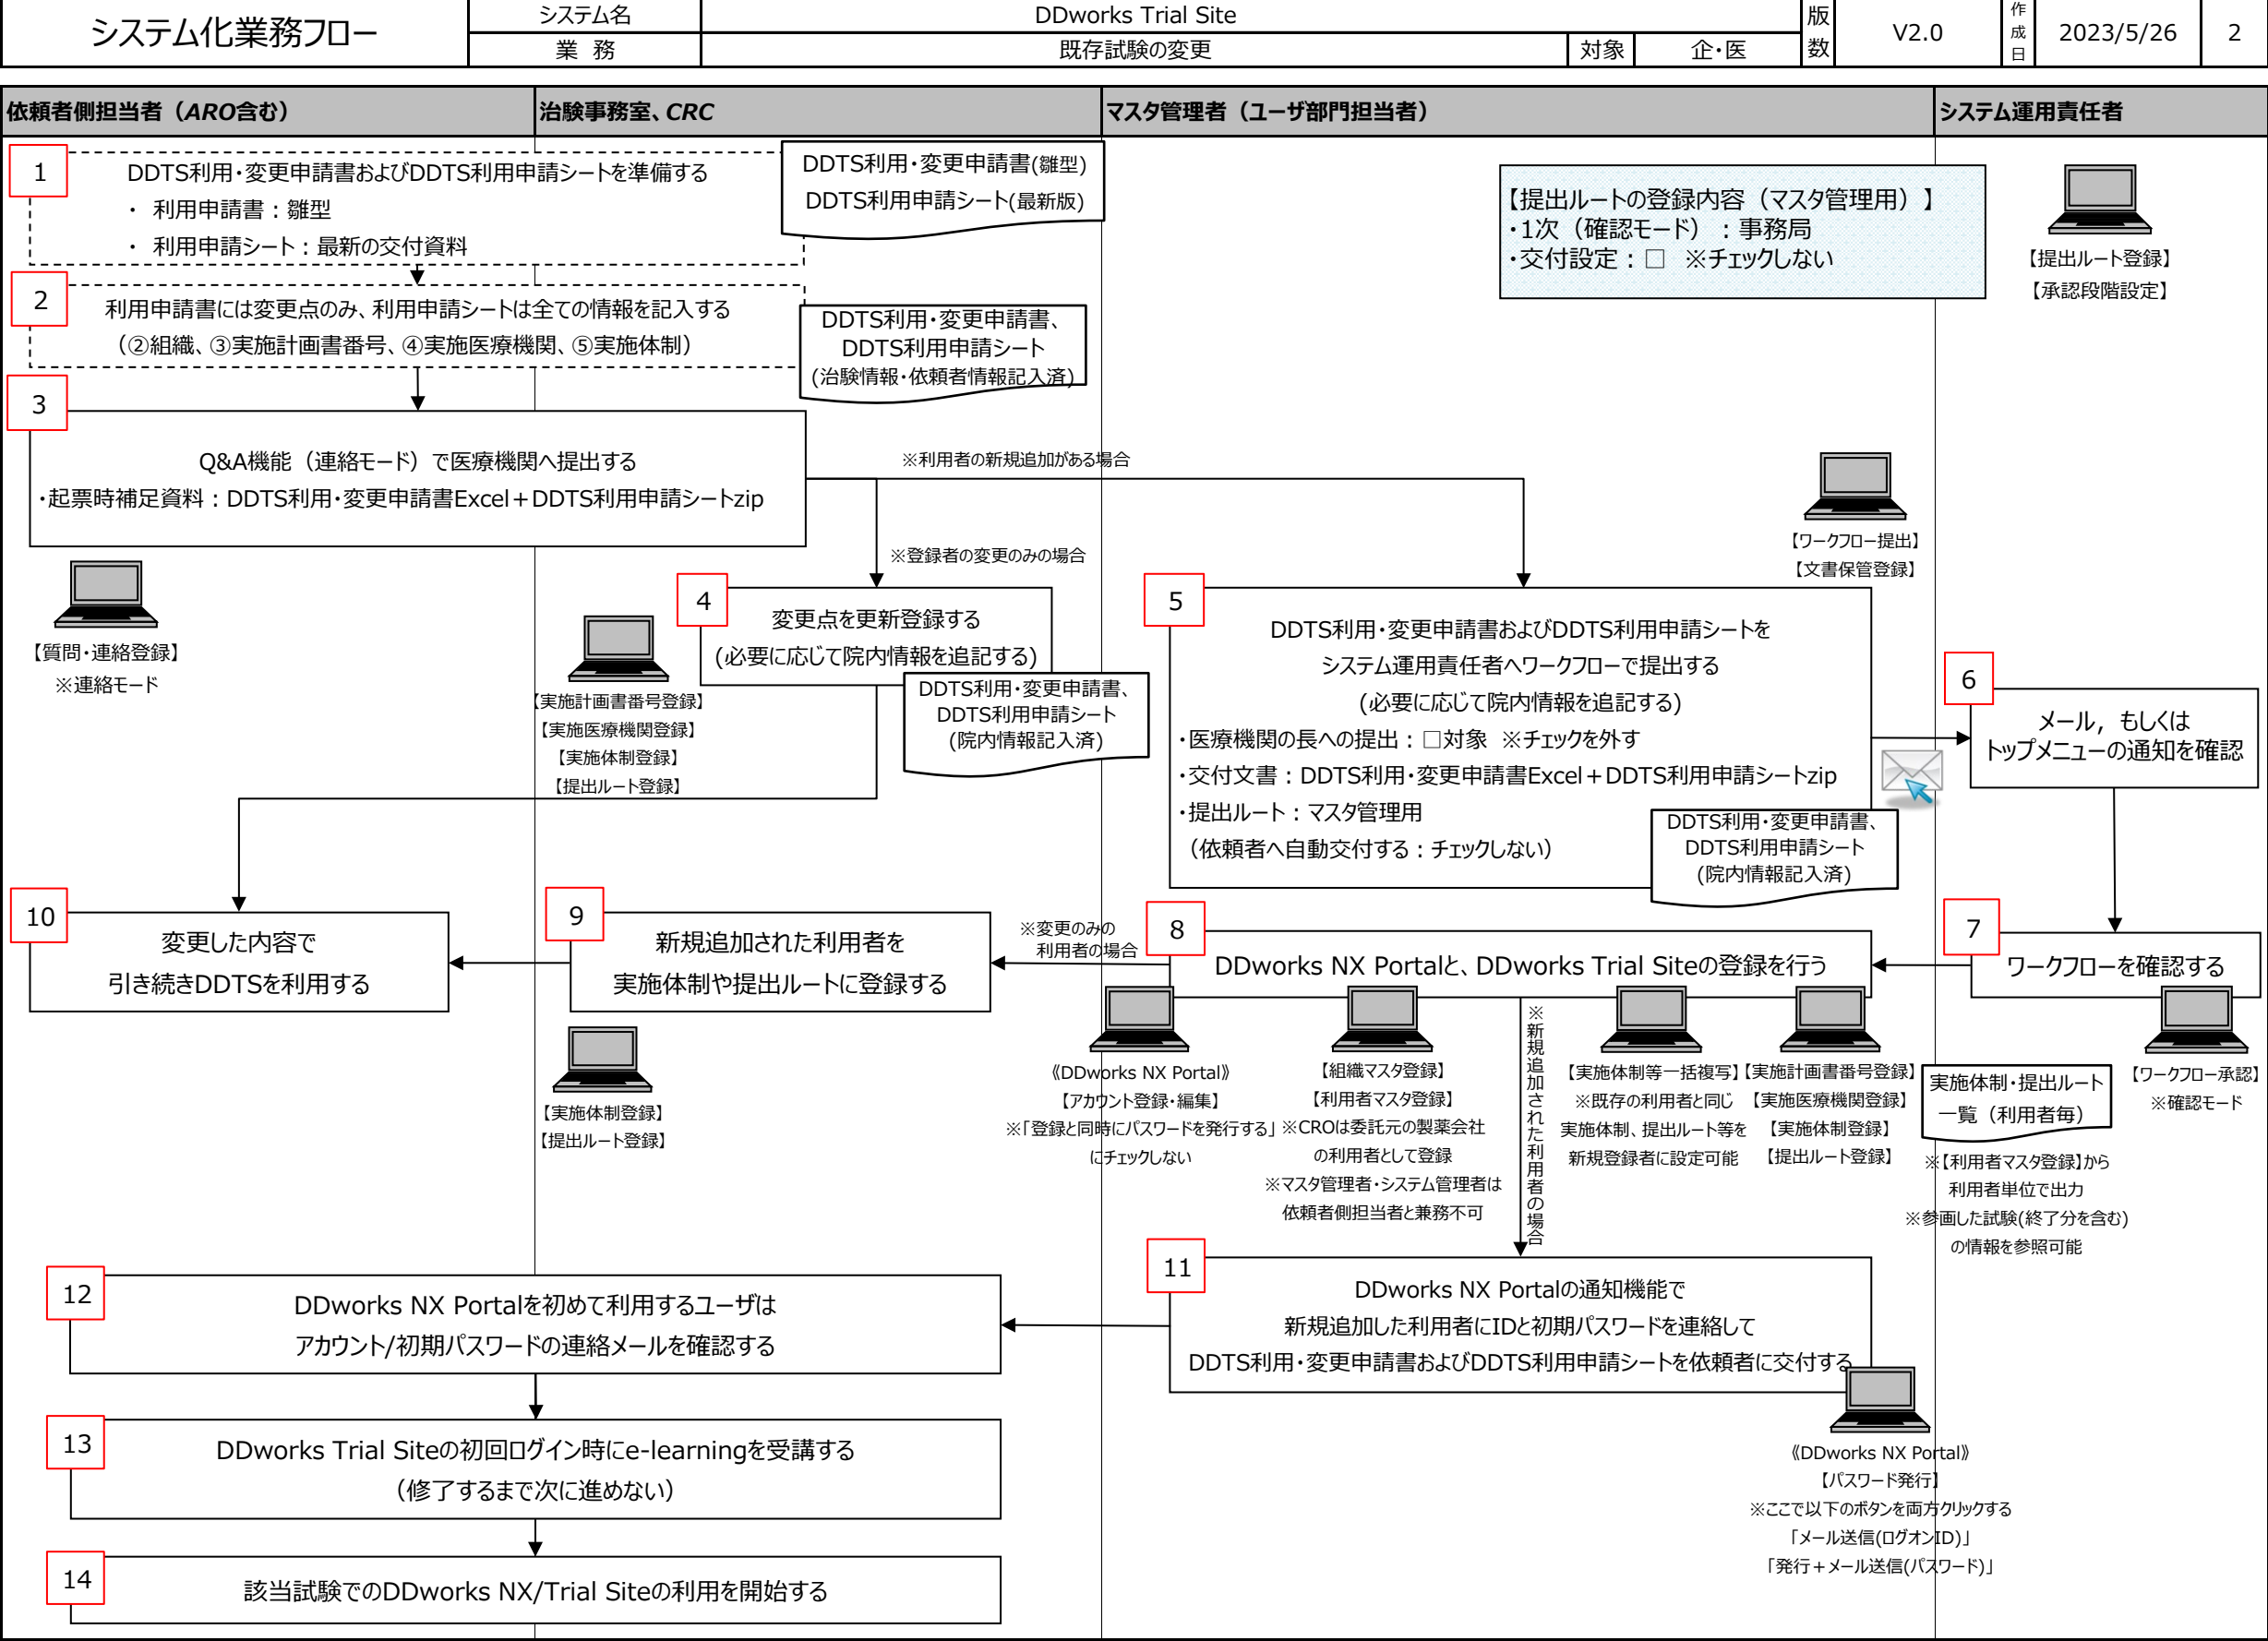 システム化業務フロー
システム名
DDworks Trial Site
業 務
既存試験の変更
対象
企・医
版数
V2.0
作成日
2023/5/26
2
依頼者側担当者（ARO含む）
治験事務室、CRC
マスタ管理者（ユーザ部門担当者）
システム運用責任者
1
DDTS利用・変更申請書およびDDTS利用申請シートを準備する
・ 利用申請書：雛型
・ 利用申請シート：最新の交付資料
DDTS利用・変更申請書(雛型)
DDTS利用申請シート(最新版)
【提出ルートの登録内容（マスタ管理用）】
・1次（確認モード）：事務局
・交付設定：□ ※チェックしない
【提出ルート登録】
【承認段階設定】
2
利用申請書には変更点のみ、利用申請シートは全ての情報を記入する
（②組織、③実施計画書番号、④実施医療機関、⑤実施体制）
DDTS利用・変更申請書、
DDTS利用申請シート
(治験情報・依頼者情報記入済)
3
Q&A機能（連絡モード）で医療機関へ提出する
・起票時補足資料：DDTS利用・変更申請書Excel＋DDTS利用申請シートzip
【質問・連絡登録】
※連絡モード
※利用者の新規追加がある場合
※登録者の変更のみの場合
4
変更点を更新登録する
(必要に応じて院内情報を追記する)
DDTS利用・変更申請書、
DDTS利用申請シート
(院内情報記入済)
【実施計画書番号登録】
【実施医療機関登録】
【実施体制登録】
【提出ルート登録】
【ワークフロー提出】
【文書保管登録】
5
DDTS利用・変更申請書およびDDTS利用申請シートを
システム運用責任者へワークフローで提出する
(必要に応じて院内情報を追記する)
・医療機関の長への提出：□対象 ※チェックを外す
・交付文書：DDTS利用・変更申請書Excel＋DDTS利用申請シートzip
・提出ルート：マスタ管理用
（依頼者へ自動交付する：チェックしない）
DDTS利用・変更申請書、
DDTS利用申請シート
(院内情報記入済)
6
メール，もしくは
トップメニューの通知を確認
7
ワークフローを確認する
【ワークフロー承認】
※確認モード
8
DDworks NX Portalと、DDworks Trial Siteの登録を行う
※変更のみの
利用者の場合
9
新規追加された利用者を
実施体制や提出ルートに登録する
【実施体制登録】
【提出ルート登録】
10
変更した内容で
引き続きDDTSを利用する
《DDworks NX Portal》
【アカウント登録・編集】
※「登録と同時にパスワードを発行する」
にチェックしない
【組織マスタ登録】
【利用者マスタ登録】
※CROは委託元の製薬会社
の利用者として登録
※マスタ管理者・システム管理者は
依頼者側担当者と兼務不可
※新規追加された利用者の場合
【実施体制等一括複写】
※既存の利用者と同じ
実施体制、提出ルート等を
新規登録者に設定可能
【実施計画書番号登録】
【実施医療機関登録】
【実施体制登録】
【提出ルート登録】
実施体制・提出ルート
一覧（利用者毎）
※【利用者マスタ登録】から
利用者単位で出力
※参画した試験(終了分を含む)
の情報を参照可能
11
DDworks NX Portalの通知機能で
新規追加した利用者にIDと初期パスワードを連絡して
DDTS利用・変更申請書およびDDTS利用申請シートを依頼者に交付する
《DDworks NX Portal》
【パスワード発行】
※ここで以下のボタンを両方クリックする
「メール送信(ログオンID)」
「発行＋メール送信(パスワード)」
12
DDworks NX Portalを初めて利用するユーザは
アカウント/初期パスワードの連絡メールを確認する
13
DDworks Trial Siteの初回ログイン時にe-learningを受講する
（修了するまで次に進めない）
14
該当試験でのDDworks NX/Trial Siteの利用を開始する